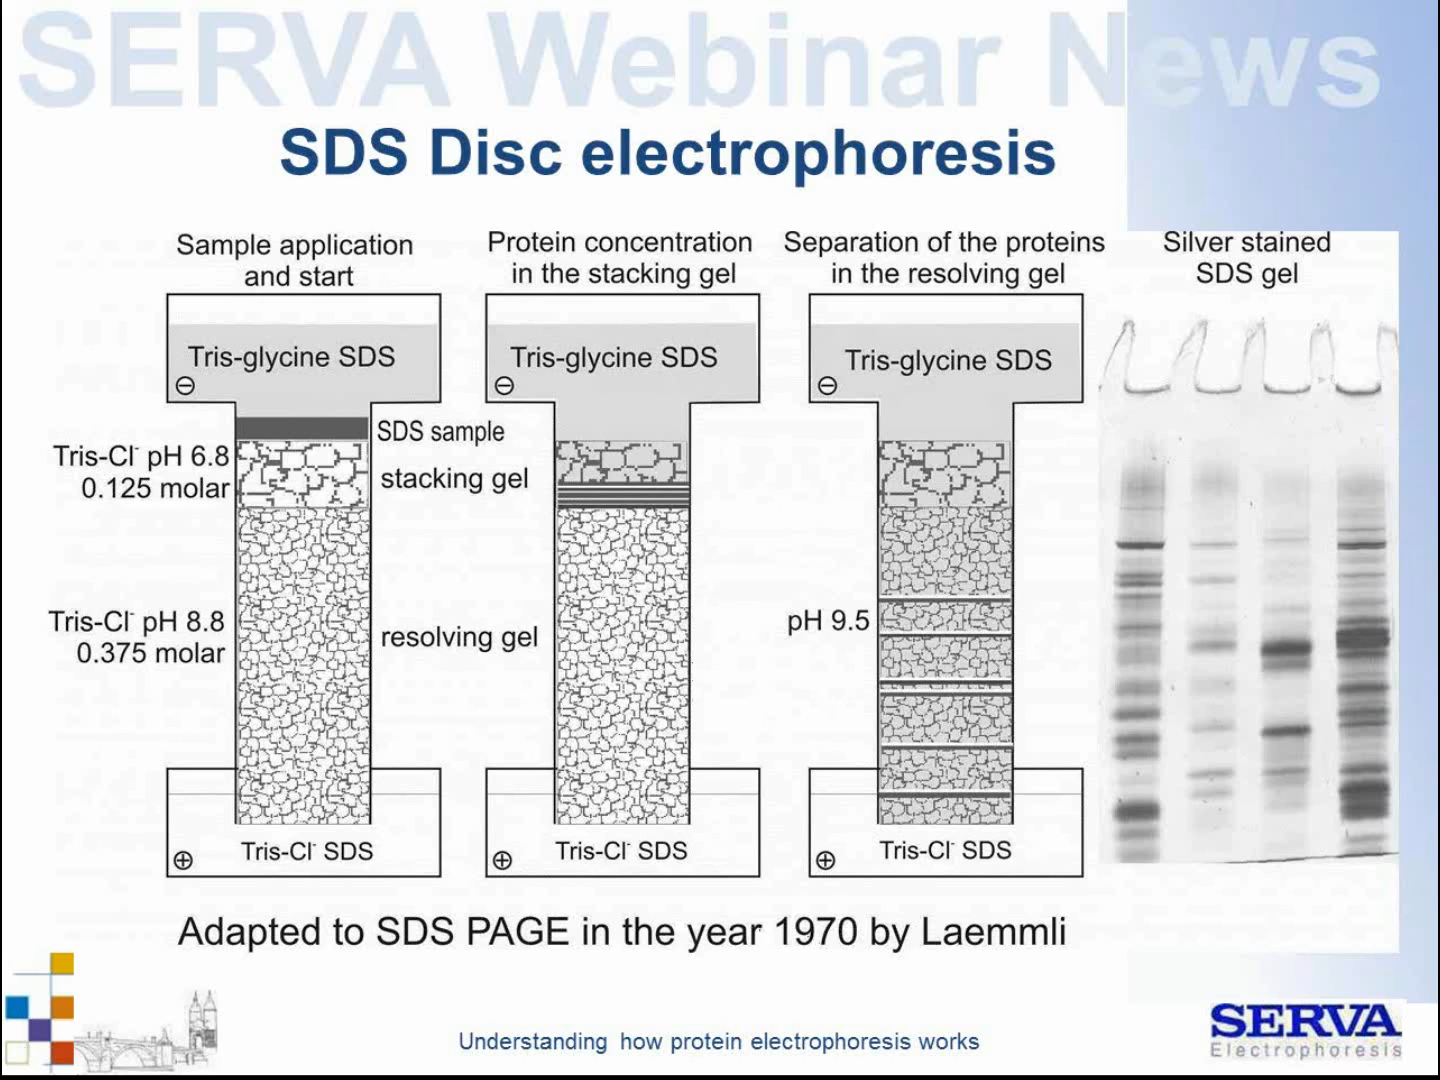 SERVA Webinar News
SDS Disc electrophoresis
Sample application
and start
Protein concentration
in the stacking gel
Separation of the proteins
in the resolving gel
Silver stained
SDS gel
Tris-glycine SDS
⊖
Tris-glycine SDS
⊖
Tris-glycine SDS
⊖
SDS sample
Tris-Cl⁻ pH 6.8
0.125 molar
stacking gel
Tris-Cl⁻ pH 8.8
0.375 molar
resolving gel
pH 9.5
⊕
Tris-Cl⁻ SDS
⊕
Tris-Cl⁻ SDS
⊕
Tris-Cl⁻ SDS
Adapted to SDS PAGE in the year 1970 by Laemmli
Understanding how protein electrophoresis works
SERVA
Electrophoresis